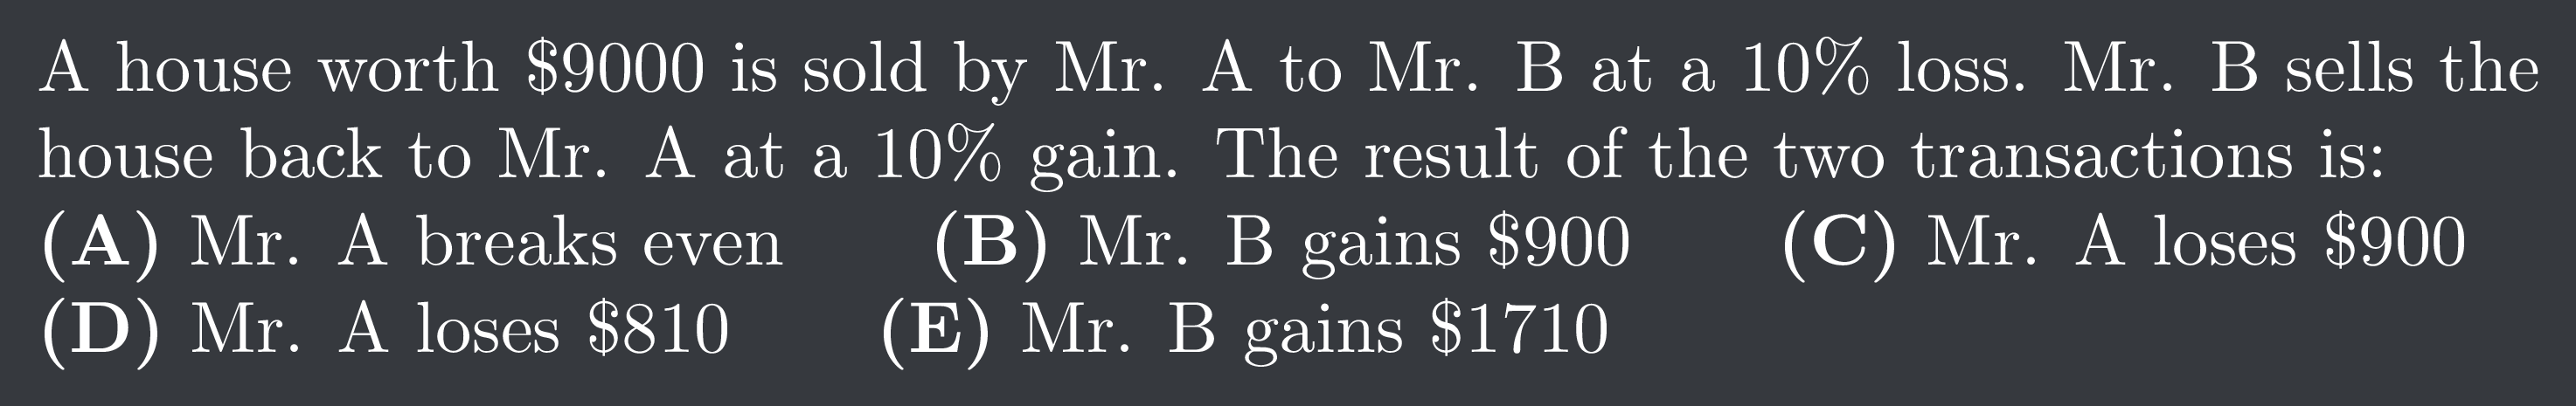 A house worth $9000 is sold by Mr. A to Mr. B at a 10% loss. Mr. B sells the
house back to Mr. A at a 10% gain. The result of the two transactions is:
(A) Mr. A breaks even (B) Mr. B gains $900 (C) Mr. A loses $900
(D) Mr. A loses $810 (E) Mr. B gains $1710